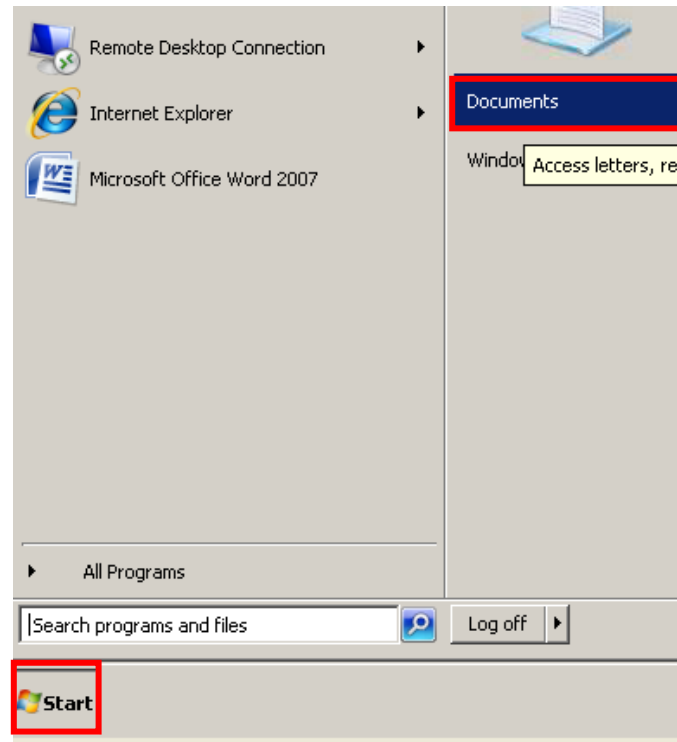 Remote Desktop Connection
Internet Explorer
Microsoft Office Word 2007
All Programs
Search programs and files
Documents
Access letters, re
Log off
Start